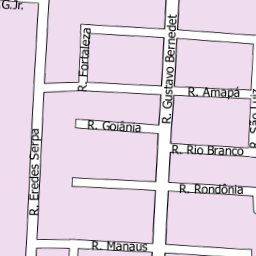 G.Jr.
R. Fortaleza
R. Gustavo Bernedet
R. Amapá
R. São Luiz
R. Goiânia
R. Rio Branco
R. Eredes Serpa
R. Rondônia
R. Manaus